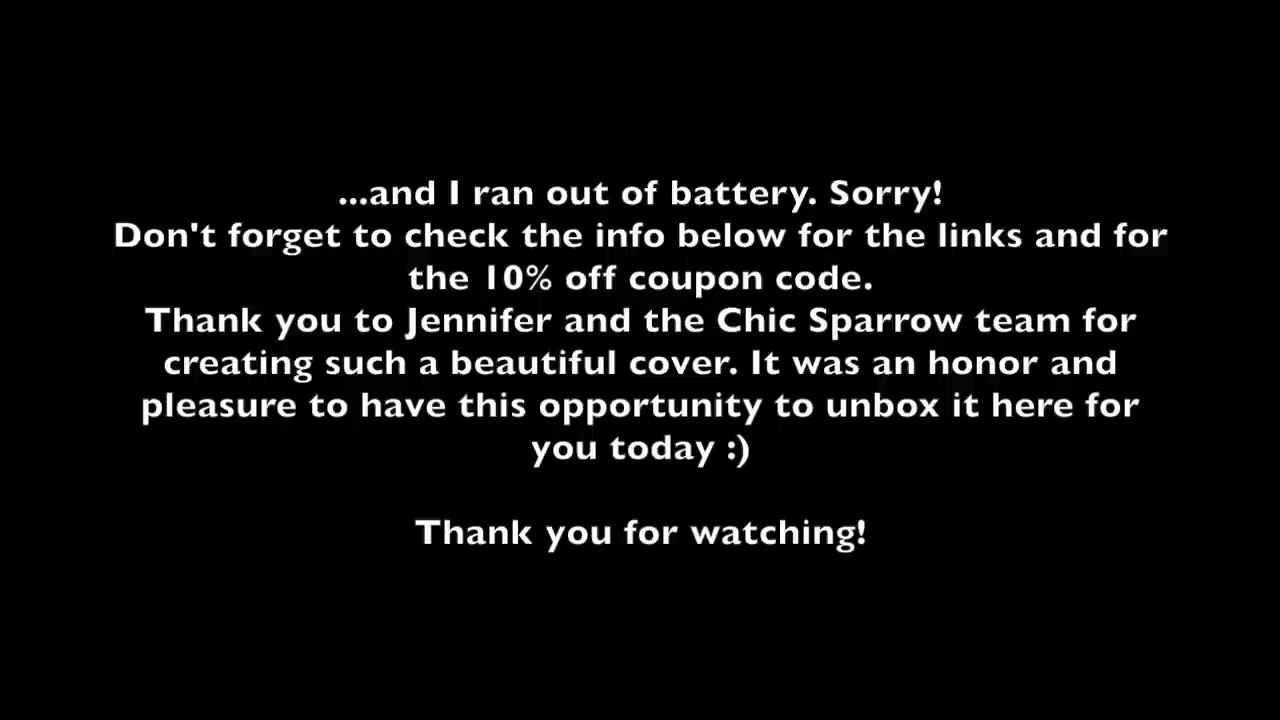 ...and I ran out of battery. Sorry!
Don't forget to check the info below for the links and for
the 10% off coupon code.
Thank you to Jennifer and the Chic Sparrow team for
creating such a beautiful cover. It was an honor and
pleasure to have this opportunity to unbox it here for
you today :)
Thank you for watching!